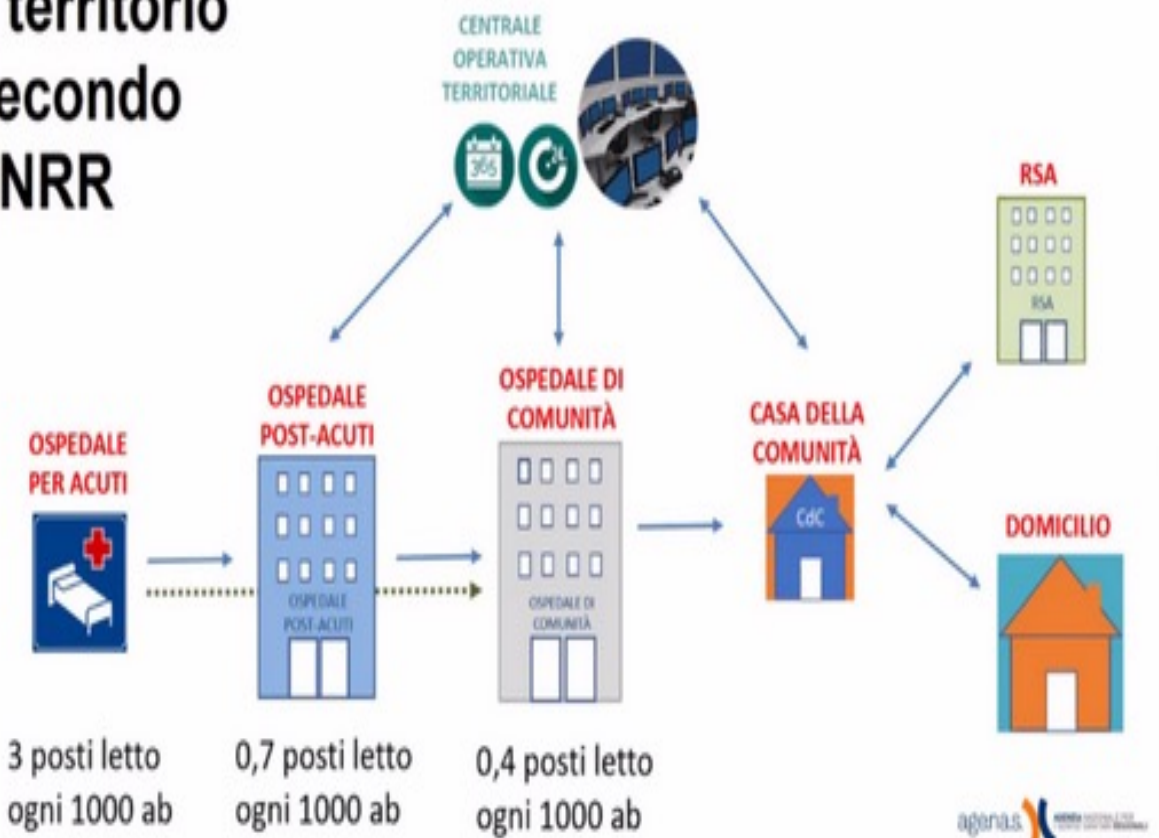 territorio
econdo
NRR
CENTRALE
OPERATIVA
TERRITORIALE
365
24
RSA
RSA
OSPEDALE
PER ACUTI
OSPEDALE
POST-ACUTI
OSPEDALE
POST-ACUTI
OSPEDALE DI
COMUNITÀ
OSPEDALE DI
COMUNITÀ
CASA DELLA
COMUNITÀ
CdC
DOMICILIO
3 posti letto
ogni 1000 ab
0,7 posti letto
ogni 1000 ab
0,4 posti letto
ogni 1000 ab
agenas